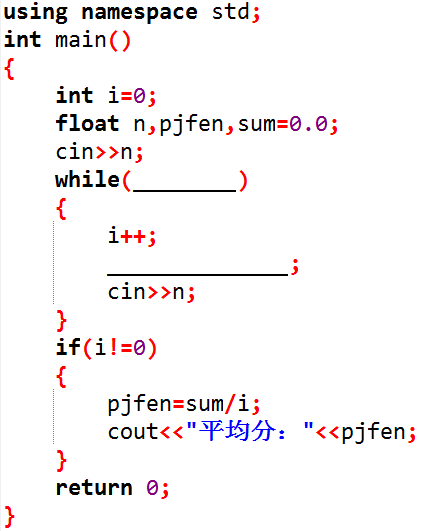 using namespace std;
int main()
{
    int i=0;
    float n,pjfen,sum=0.0;
    cin>>n;
    while(________)
    {
        i++;
        ______________;
        cin>>n;
    }
    if(i!=0)
    {
        pjfen=sum/i;
        cout<<"平均分："<<pjfen;
    }
    return 0;
}